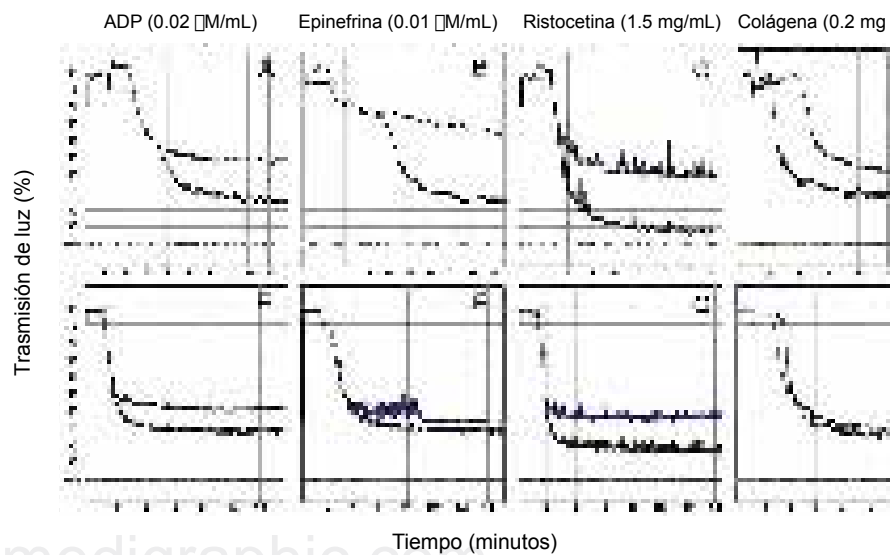 ADP (0.02 □M/mL) Epinefrina (0.01 □M/mL) Ristocetina (1.5 mg/mL) Colágena (0.2 mg
Trasmisión de luz (%)
A B C
E F G
Tiempo (minutos)